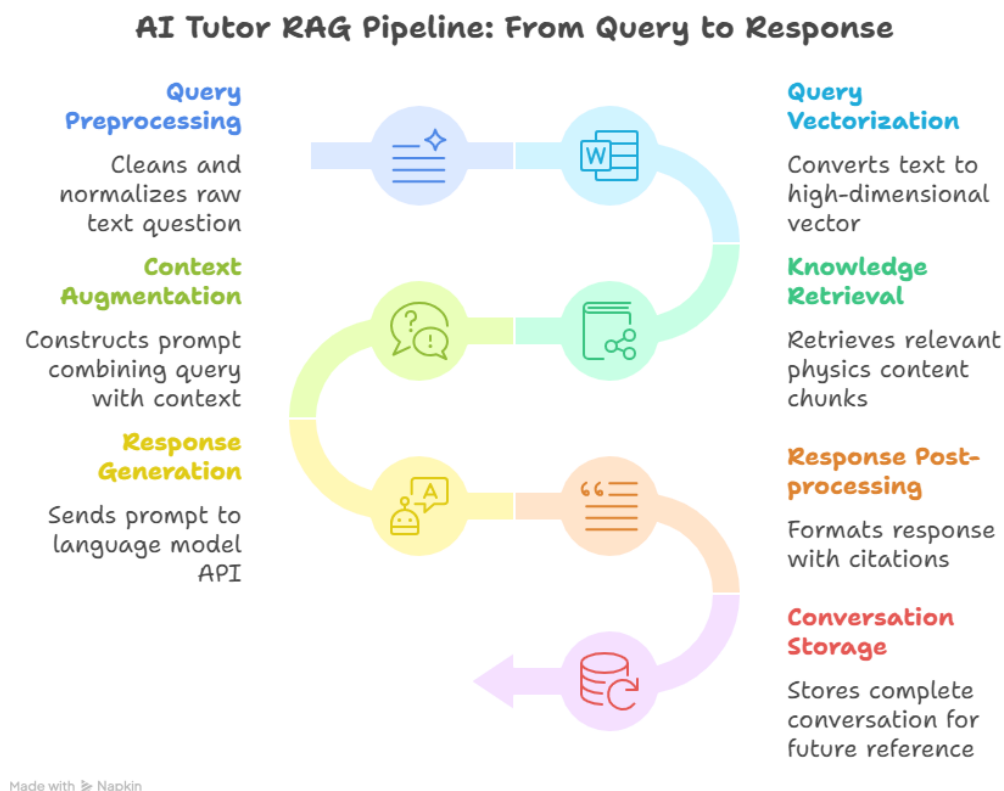 AI Tutor RAG Pipeline: From Query to Response
Query
Preprocessing
Cleans and
normalizes raw
text question
Query
Vectorization
Converts text to
high-dimensional
vector
W
Knowledge
Retrieval
Retrieves relevant
physics content
chunks
Context
Augmentation
Constructs prompt
combining query
with context
?
!
Response
Generation
Sends prompt to
language model
API
A
“
Response Post-
processing
Formats response
with citations
Conversation
Storage
Stores complete
conversation for
future reference
Made with Napkin